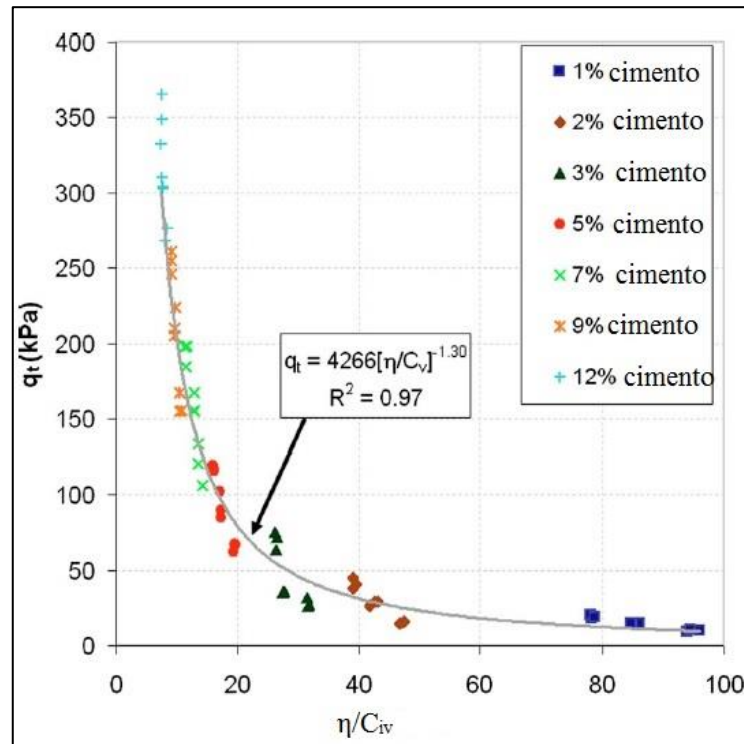 400
350
300
250
200
150
100
50
0
qt (kPa)
1% cimento
2% cimento
3% cimento
5% cimento
7% cimento
9% cimento
12% cimento
qt = 4266[η/Cv]^-1.30
R² = 0.97
0 20 40 60 80 100
η/Civ